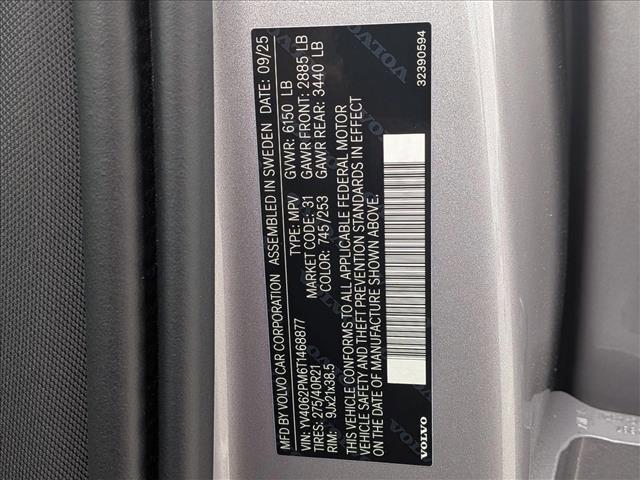 MFD BY VOLVO CAR CORPORATION ASSEMBLED IN SWEDEN DATE: 09/25
VIN: YV4062PM6T1468877 TYPE: MPV GVWR: 6150 LB
TIRES: 275/40R21 MARKET CODE: 31 GAWR FRONT: 2885 LB
RIM: 9Jx21x38.5 COLOR: 745/253 GAWR REAR: 3440 LB
THIS VEHICLE CONFORMS TO ALL APPLICABLE FEDERAL MOTOR
VEHICLE SAFETY AND THEFT PREVENTION STANDARDS IN EFFECT
ON THE DATE OF MANUFACTURE SHOWN ABOVE.
VOLVO
32390594